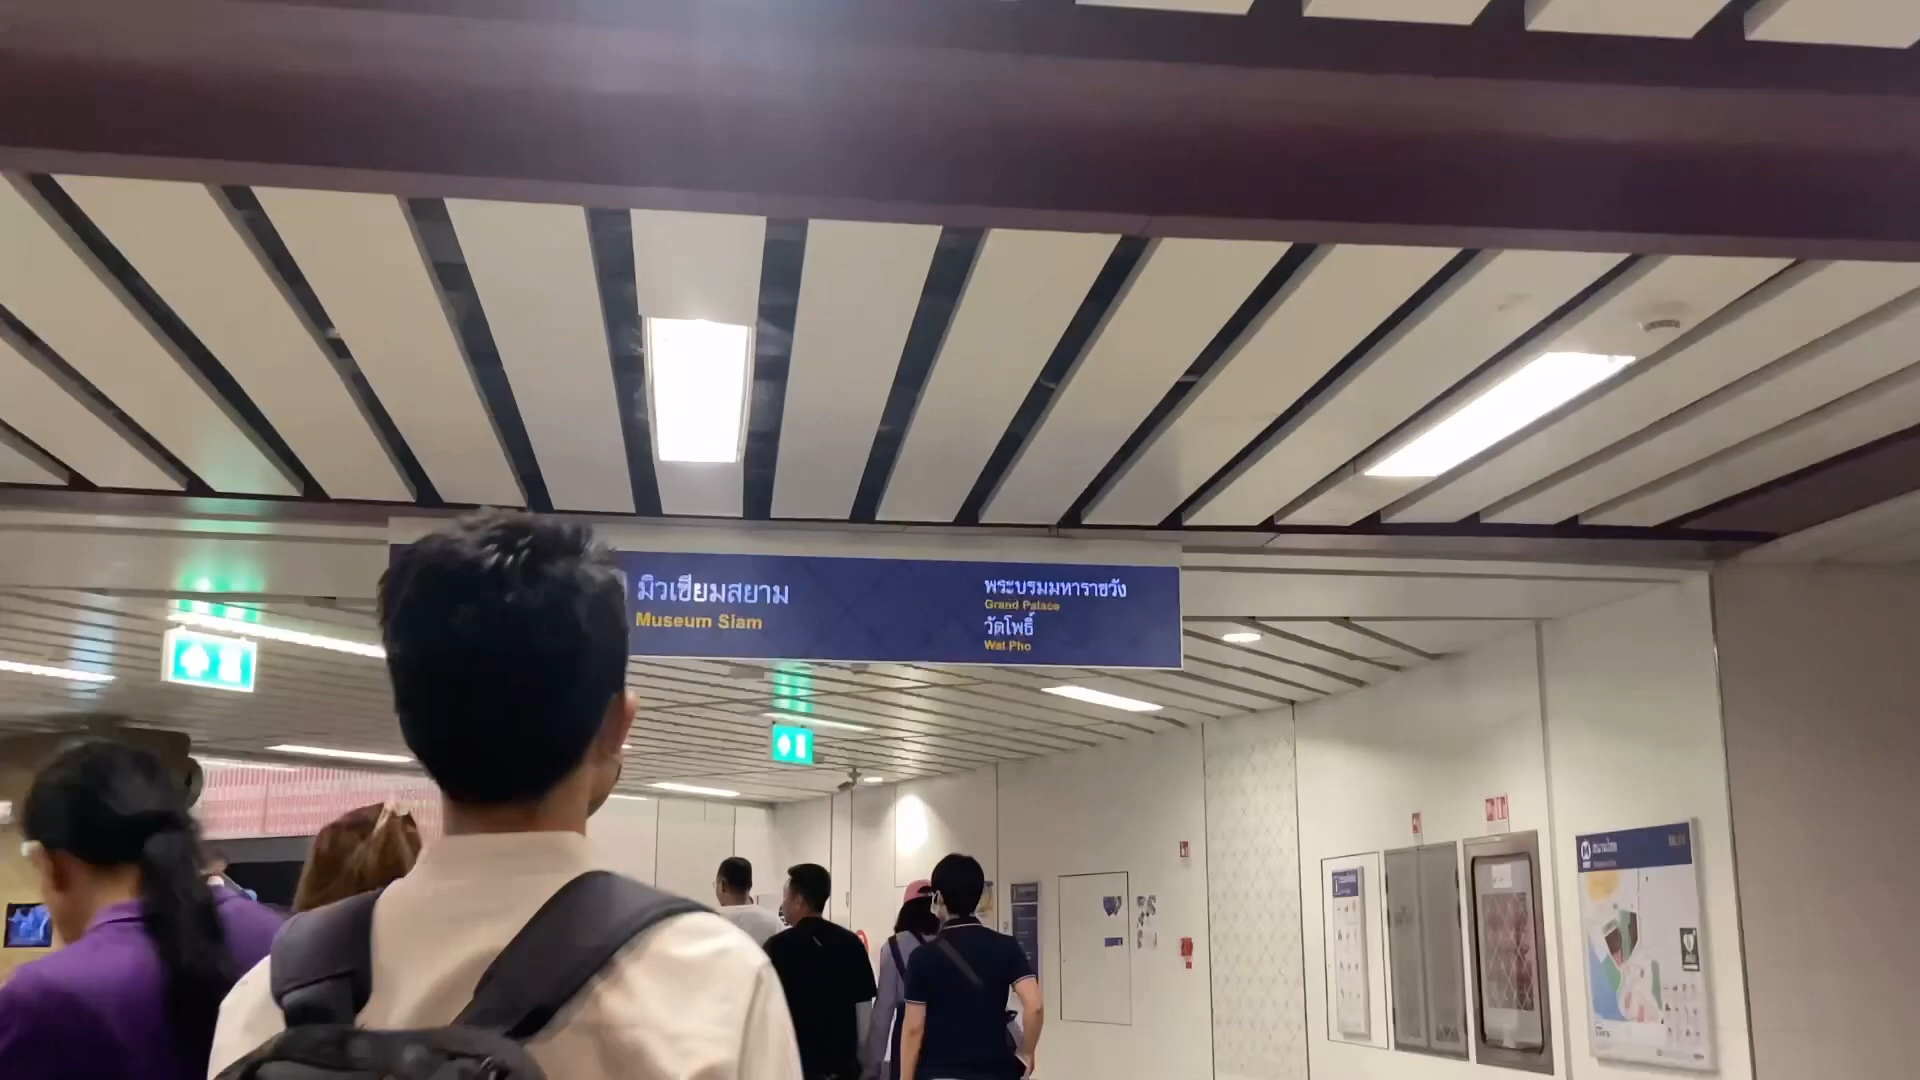 มิวเซียมสยาม
Museum Siam
พระบรมมหาราชวัง
Grand Palace
วัดโพธิ์
Wat Pho